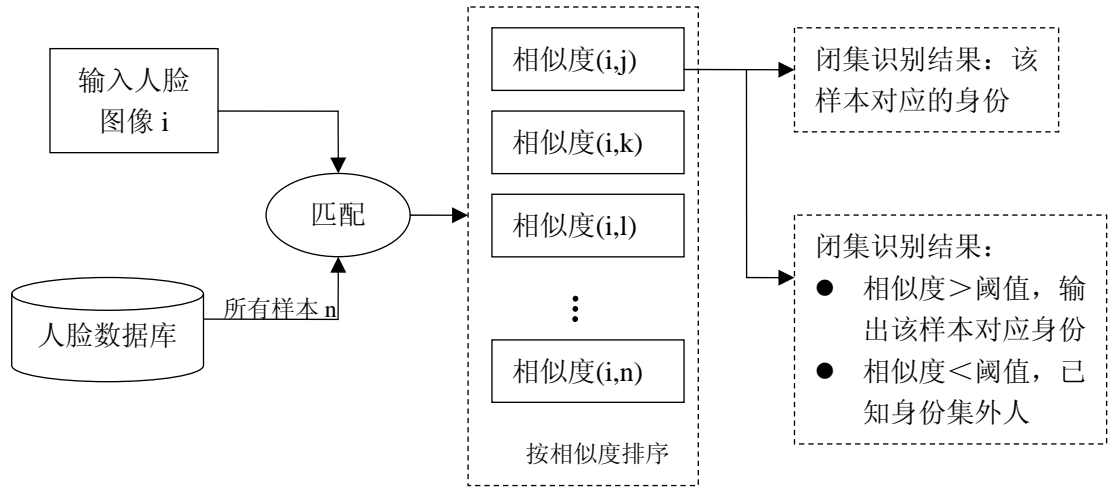 输入人脸
图像 i
人脸数据库
所有样本 n
匹配
相似度(i,j)
相似度(i,k)
相似度(i,l)
相似度(i,n)
按相似度排序
闭集识别结果：该
样本对应的身份
闭集识别结果：
● 相似度＞阈值，输
出该样本对应身份
● 相似度＜阈值，已
知身份集外人